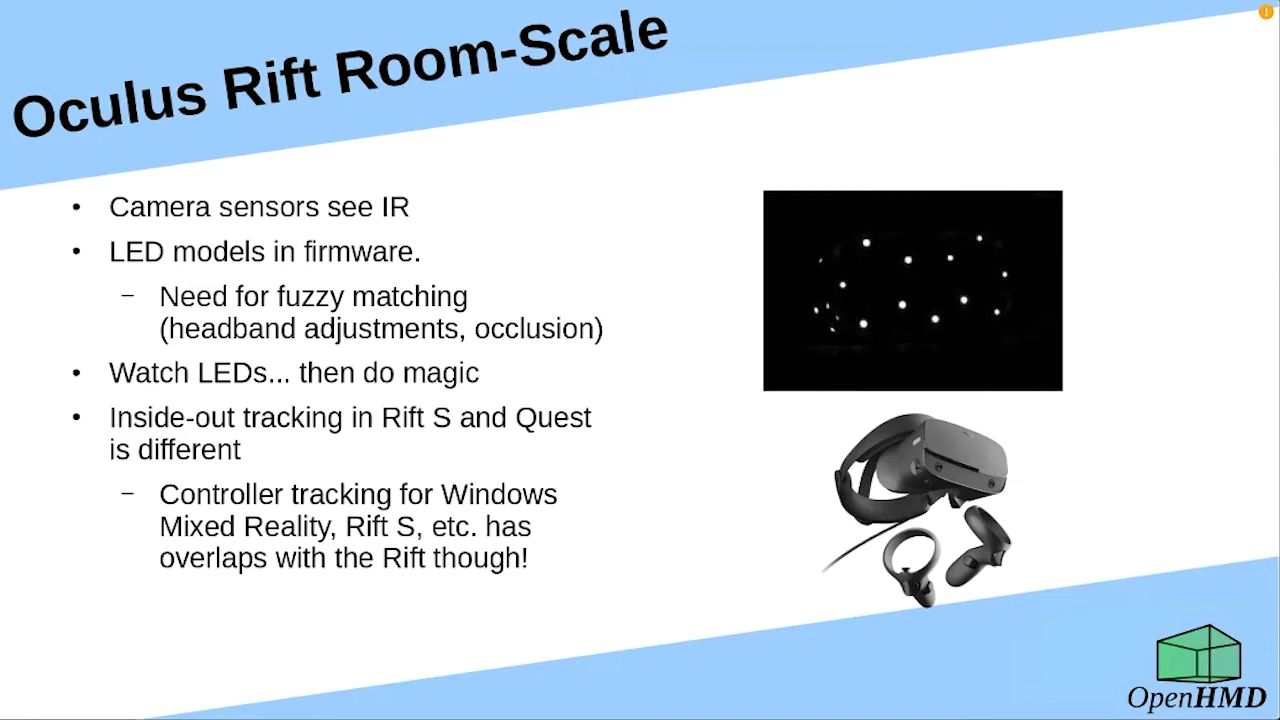 Oculus Rift Room-Scale
• Camera sensors see IR
• LED models in firmware.
– Need for fuzzy matching
(headband adjustments, occlusion)
• Watch LEDs... then do magic
• Inside-out tracking in Rift S and Quest
is different
– Controller tracking for Windows
Mixed Reality, Rift S, etc. has
overlaps with the Rift though!
OpenHMD